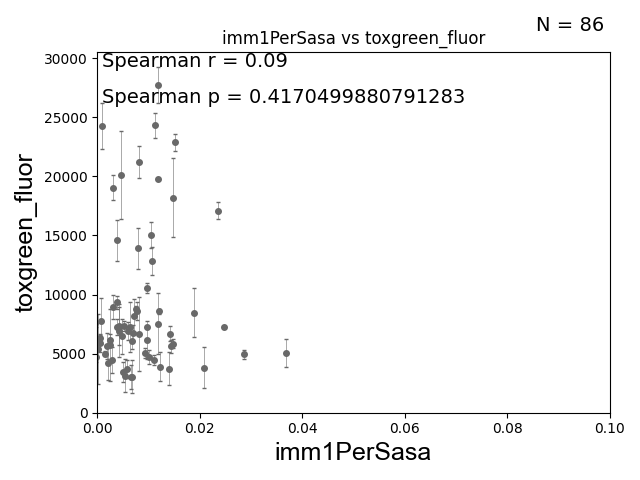 N = 86
imm1PerSasa vs toxgreen_fluor
Spearman r = 0.09
Spearman p = 0.4170499880791283
30000
25000
20000
15000
10000
5000
0
toxgreen_fluor
0.00 0.02 0.04 0.06 0.08 0.10
imm1PerSasa